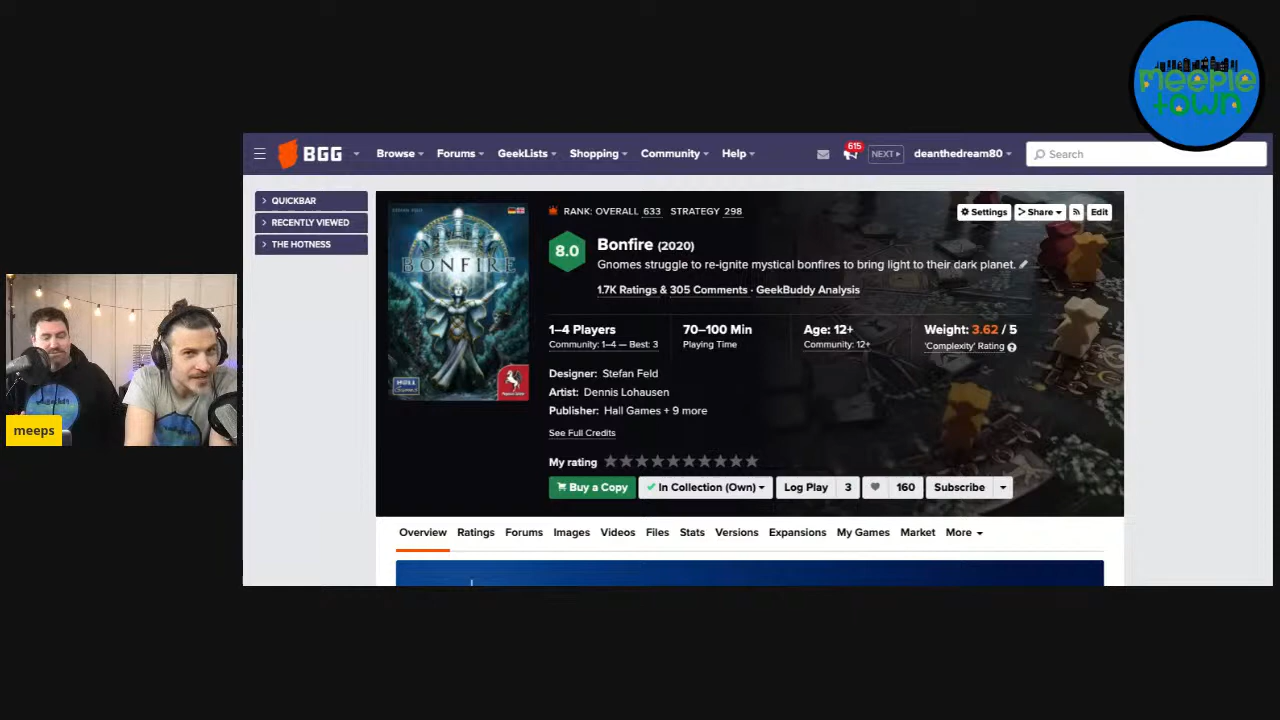 meeple
town
BGG
Browse
Forums
GeekLists
Shopping
Community
Help
615
NEXT
deanthedream80
Search
QUICKBAR
RECENTLY VIEWED
THE HOTNESS
STEFAN FELD
BONFIRE
HALL
RANK: OVERALL 633 STRATEGY 298
Settings
Share
Edit
8.0
Bonfire (2020)
Gnomes struggle to re-ignite mystical bonfires to bring light to their dark planet.
1.7K Ratings & 305 Comments · GeekBuddy Analysis
1–4 Players
Community: 1–4 — Best: 3
70–100 Min
Playing Time
Age: 12+
Community: 12+
Weight: 3.62 / 5
'Complexity' Rating
Designer: Stefan Feld
Artist: Dennis Lohausen
Publisher: Hall Games + 9 more
See Full Credits
My rating
Buy a Copy
In Collection (Own)
Log Play 3
160
Subscribe
Overview Ratings Forums Images Videos Files Stats Versions Expansions My Games Market More
meeps